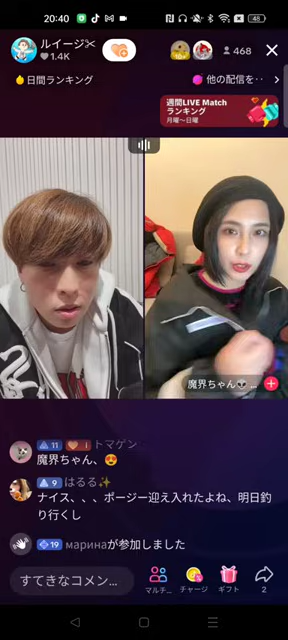 20:40
48
ルイージ✂
1.4K
468
日間ランキング
他の配信を‥
週間LIVE Match
ランキング
月曜～日曜
魔界ちゃん👽...
11 トマゲン
魔界ちゃん、😍
9 はるる✨
ナイス、、、ボージー迎え入れたよね、明日釣
り行くし
19 маринаが参加しました
すてきなコメン...
マルチ...
チャージ
ギフト
2